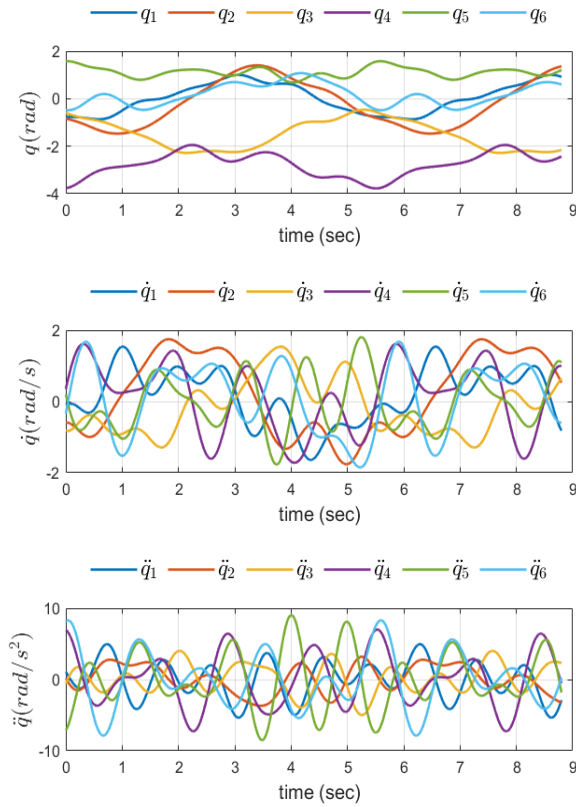 q₁ q₂ q₃ q₄ q₅ q₆
2
0
-2
-4
q(rad)
0 1 2 3 4 5 6 7 8 9
time (sec)
q̇₁ q̇₂ q̇₃ q̇₄ q̇₅ q̇₆
2
0
-2
q̇(rad/s)
0 1 2 3 4 5 6 7 8 9
time (sec)
q̈₁ q̈₂ q̈₃ q̈₄ q̈₅ q̈₆
10
0
-10
q̈(rad/s²)
0 1 2 3 4 5 6 7 8 9
time (sec)